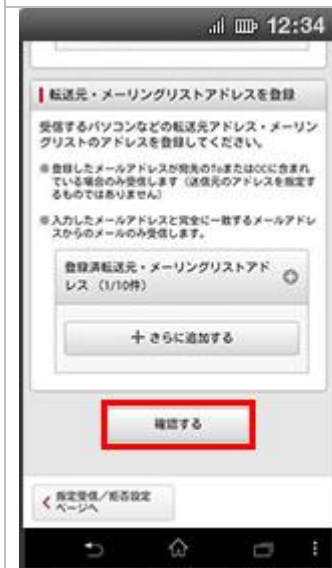 12:34
転送元・メーリングリストアドレスを登録
受信するパソコンなどの転送元アドレス・メーリン
グリストのアドレスを登録してください。
※登録したメールアドレスが宛先のToまたはCCに含まれ
ている場合のみ受信します（送信元のアドレスを指定す
るものではありません）
※入力したメールアドレスと完全に一致するメールアドレ
スからのメールのみ受信します。
登録済転送元・メーリングリストアド
レス （1/10件）
＋ さらに追加する
確認する
指定受信／拒否設定
ページへ